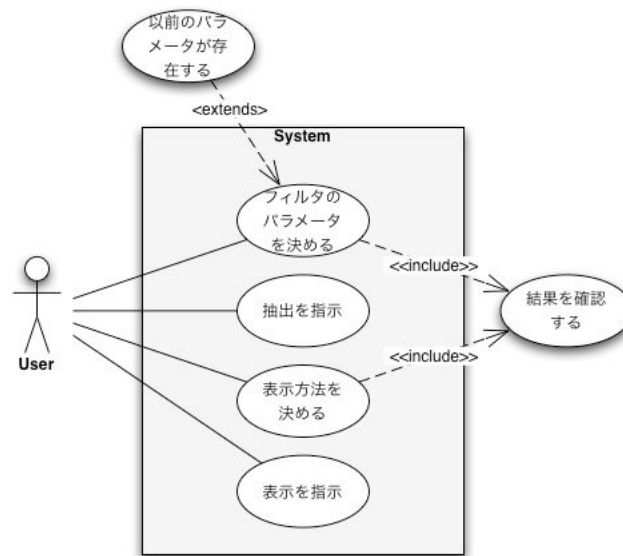 以前のパラ
メータが存
在する
<extends>
System
フィルタの
パラメータ
を決める
<<include>>
結果を確認
する
抽出を指示
<<include>>
User
表示方法を
決める
表示を指示